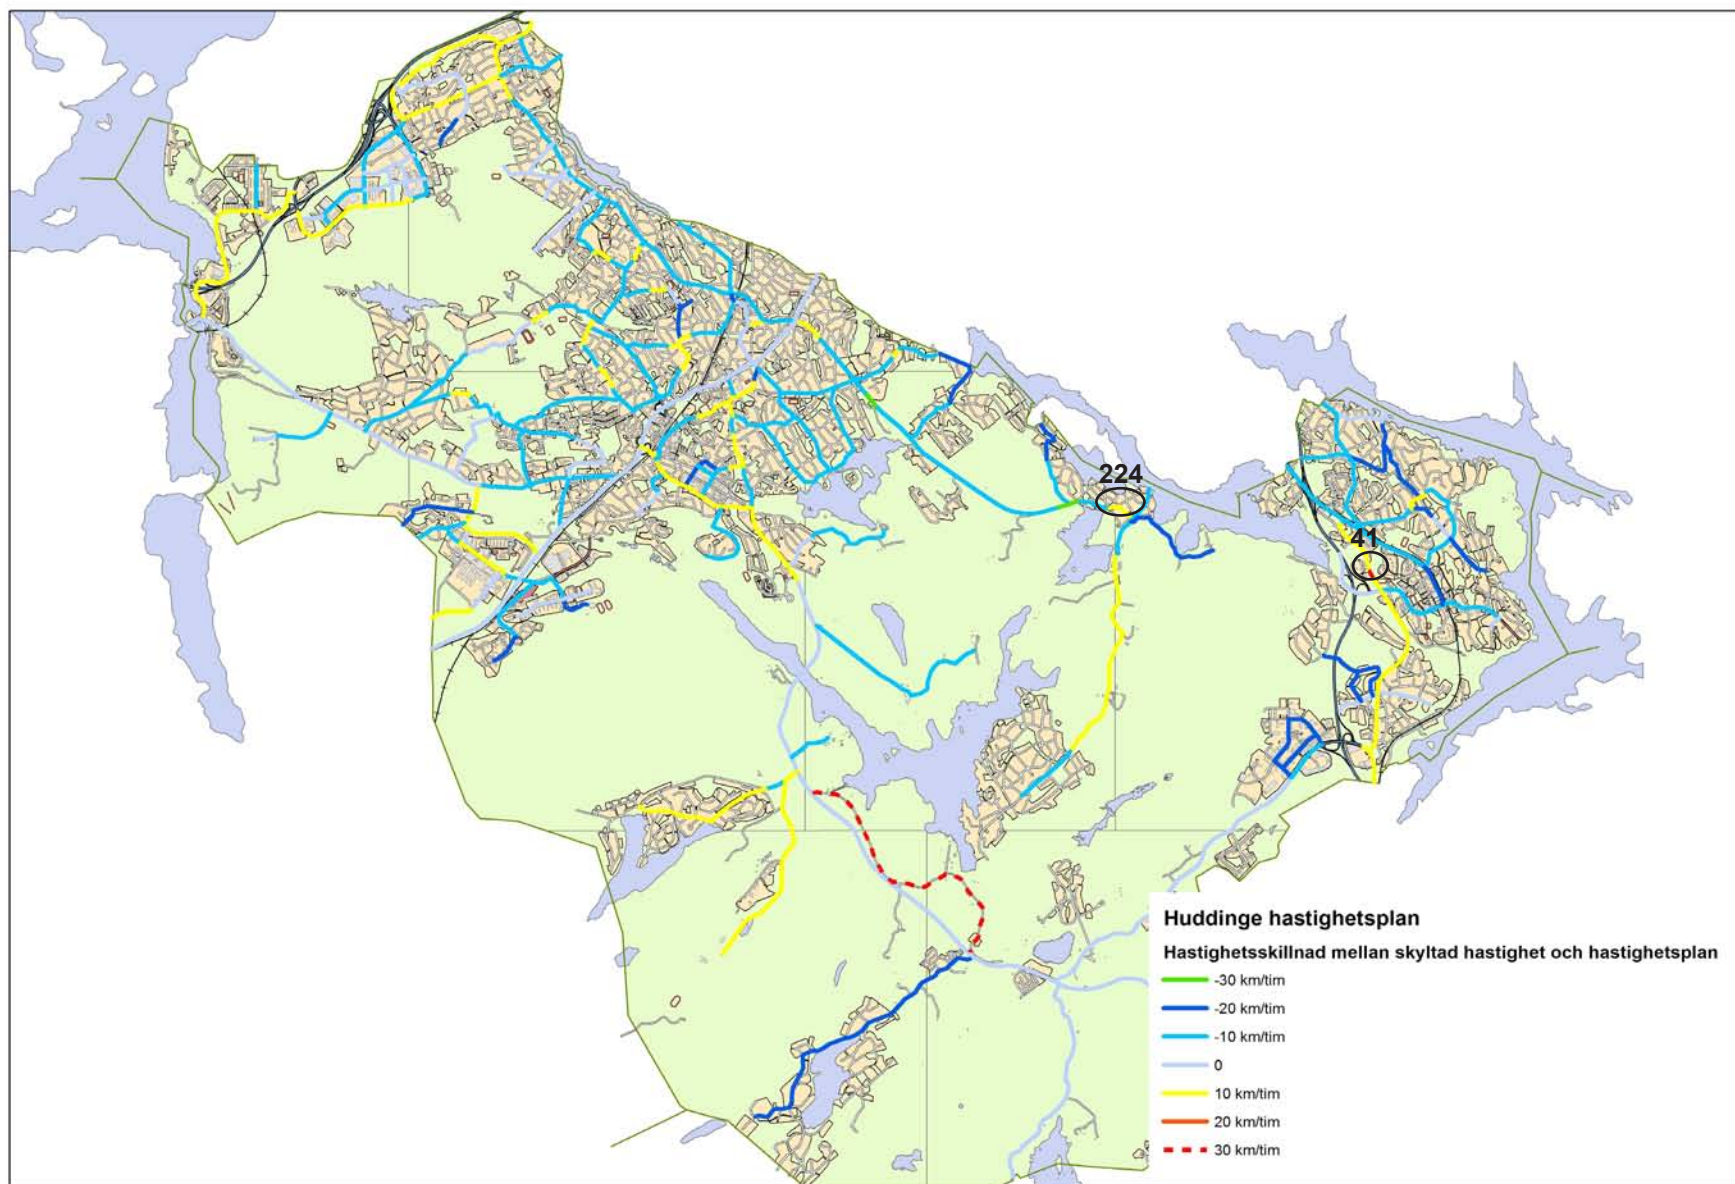 224
41
Huddinge hastighetsplan
Hastighetsskillnad mellan skyltad hastighet och hastighetsplan
-30 km/tim
-20 km/tim
-10 km/tim
0
10 km/tim
20 km/tim
30 km/tim